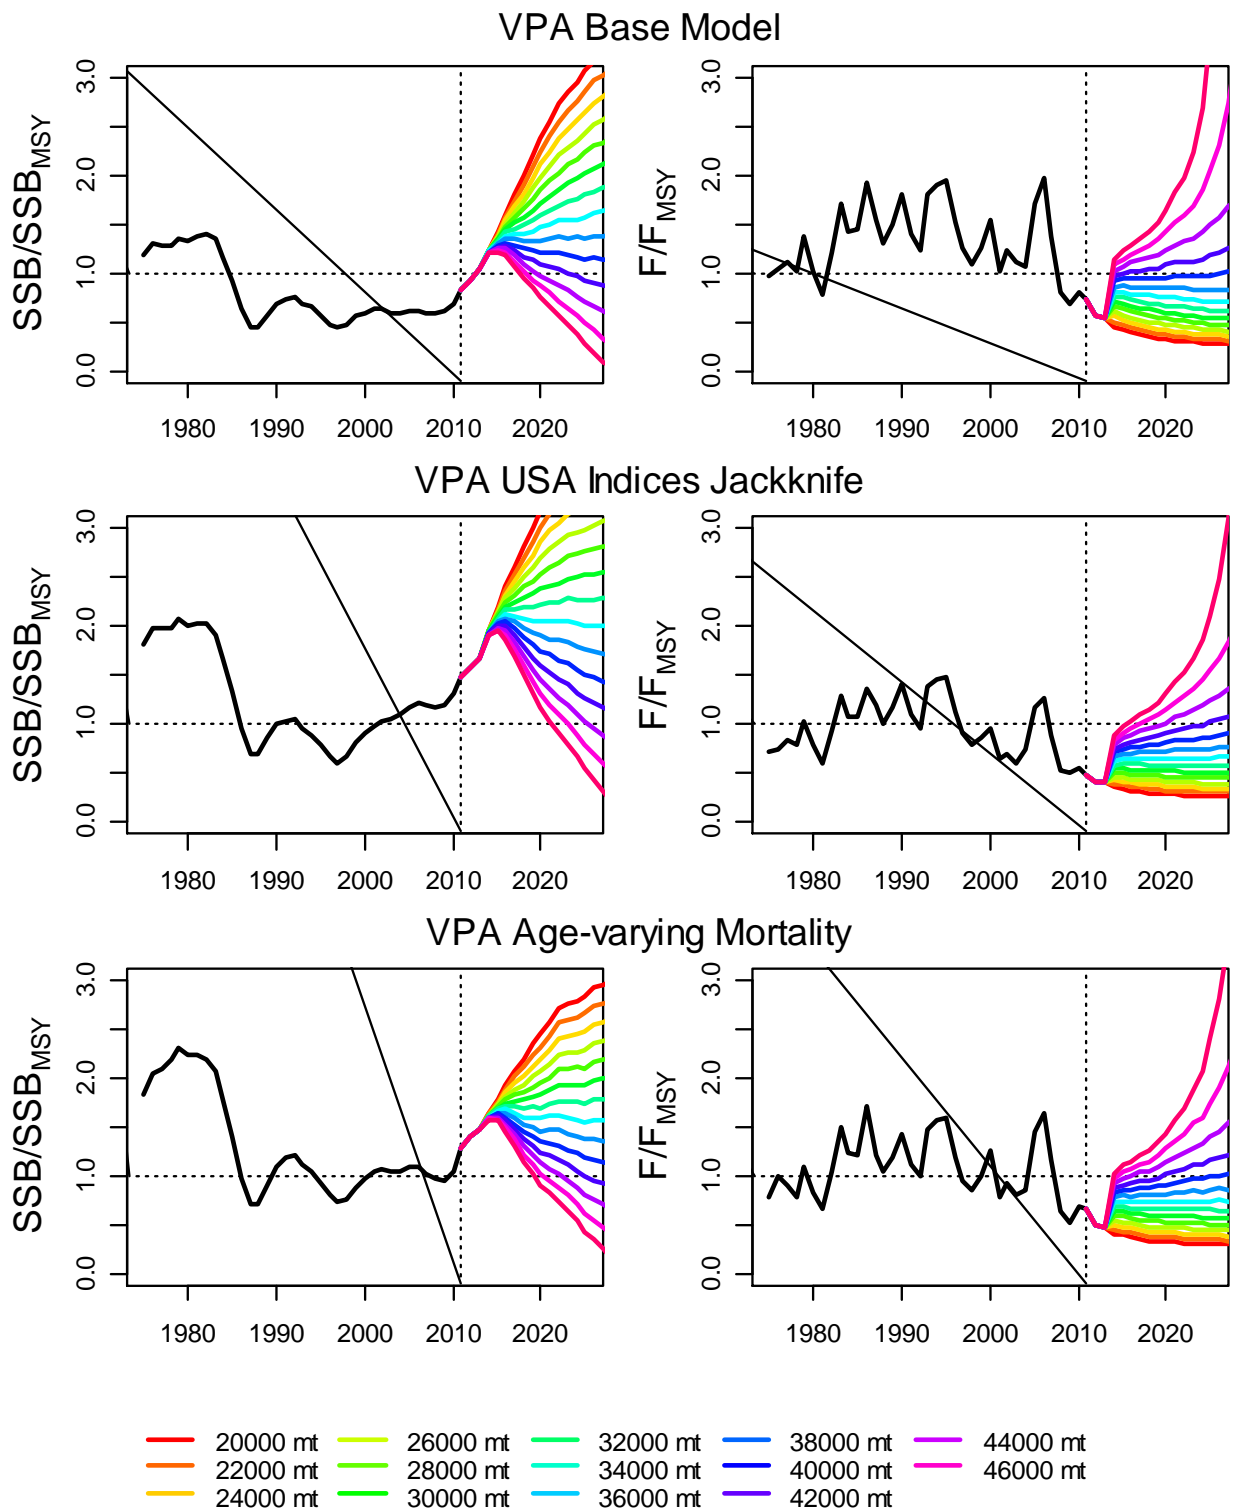 VPA Base Model
SSB/SSB_MSY
0.0 1.0 2.0 3.0
1980 1990 2000 2010 2020
F/F_MSY
0.0 1.0 2.0 3.0
1980 1990 2000 2010 2020
VPA USA Indices Jackknife
SSB/SSB_MSY
0.0 1.0 2.0 3.0
1980 1990 2000 2010 2020
F/F_MSY
0.0 1.0 2.0 3.0
1980 1990 2000 2010 2020
VPA Age-varying Mortality
SSB/SSB_MSY
0.0 1.0 2.0 3.0
1980 1990 2000 2010 2020
F/F_MSY
0.0 1.0 2.0 3.0
1980 1990 2000 2010 2020
20000 mt 26000 mt 32000 mt 38000 mt 44000 mt
22000 mt 28000 mt 34000 mt 40000 mt 46000 mt
24000 mt 30000 mt 36000 mt 42000 mt